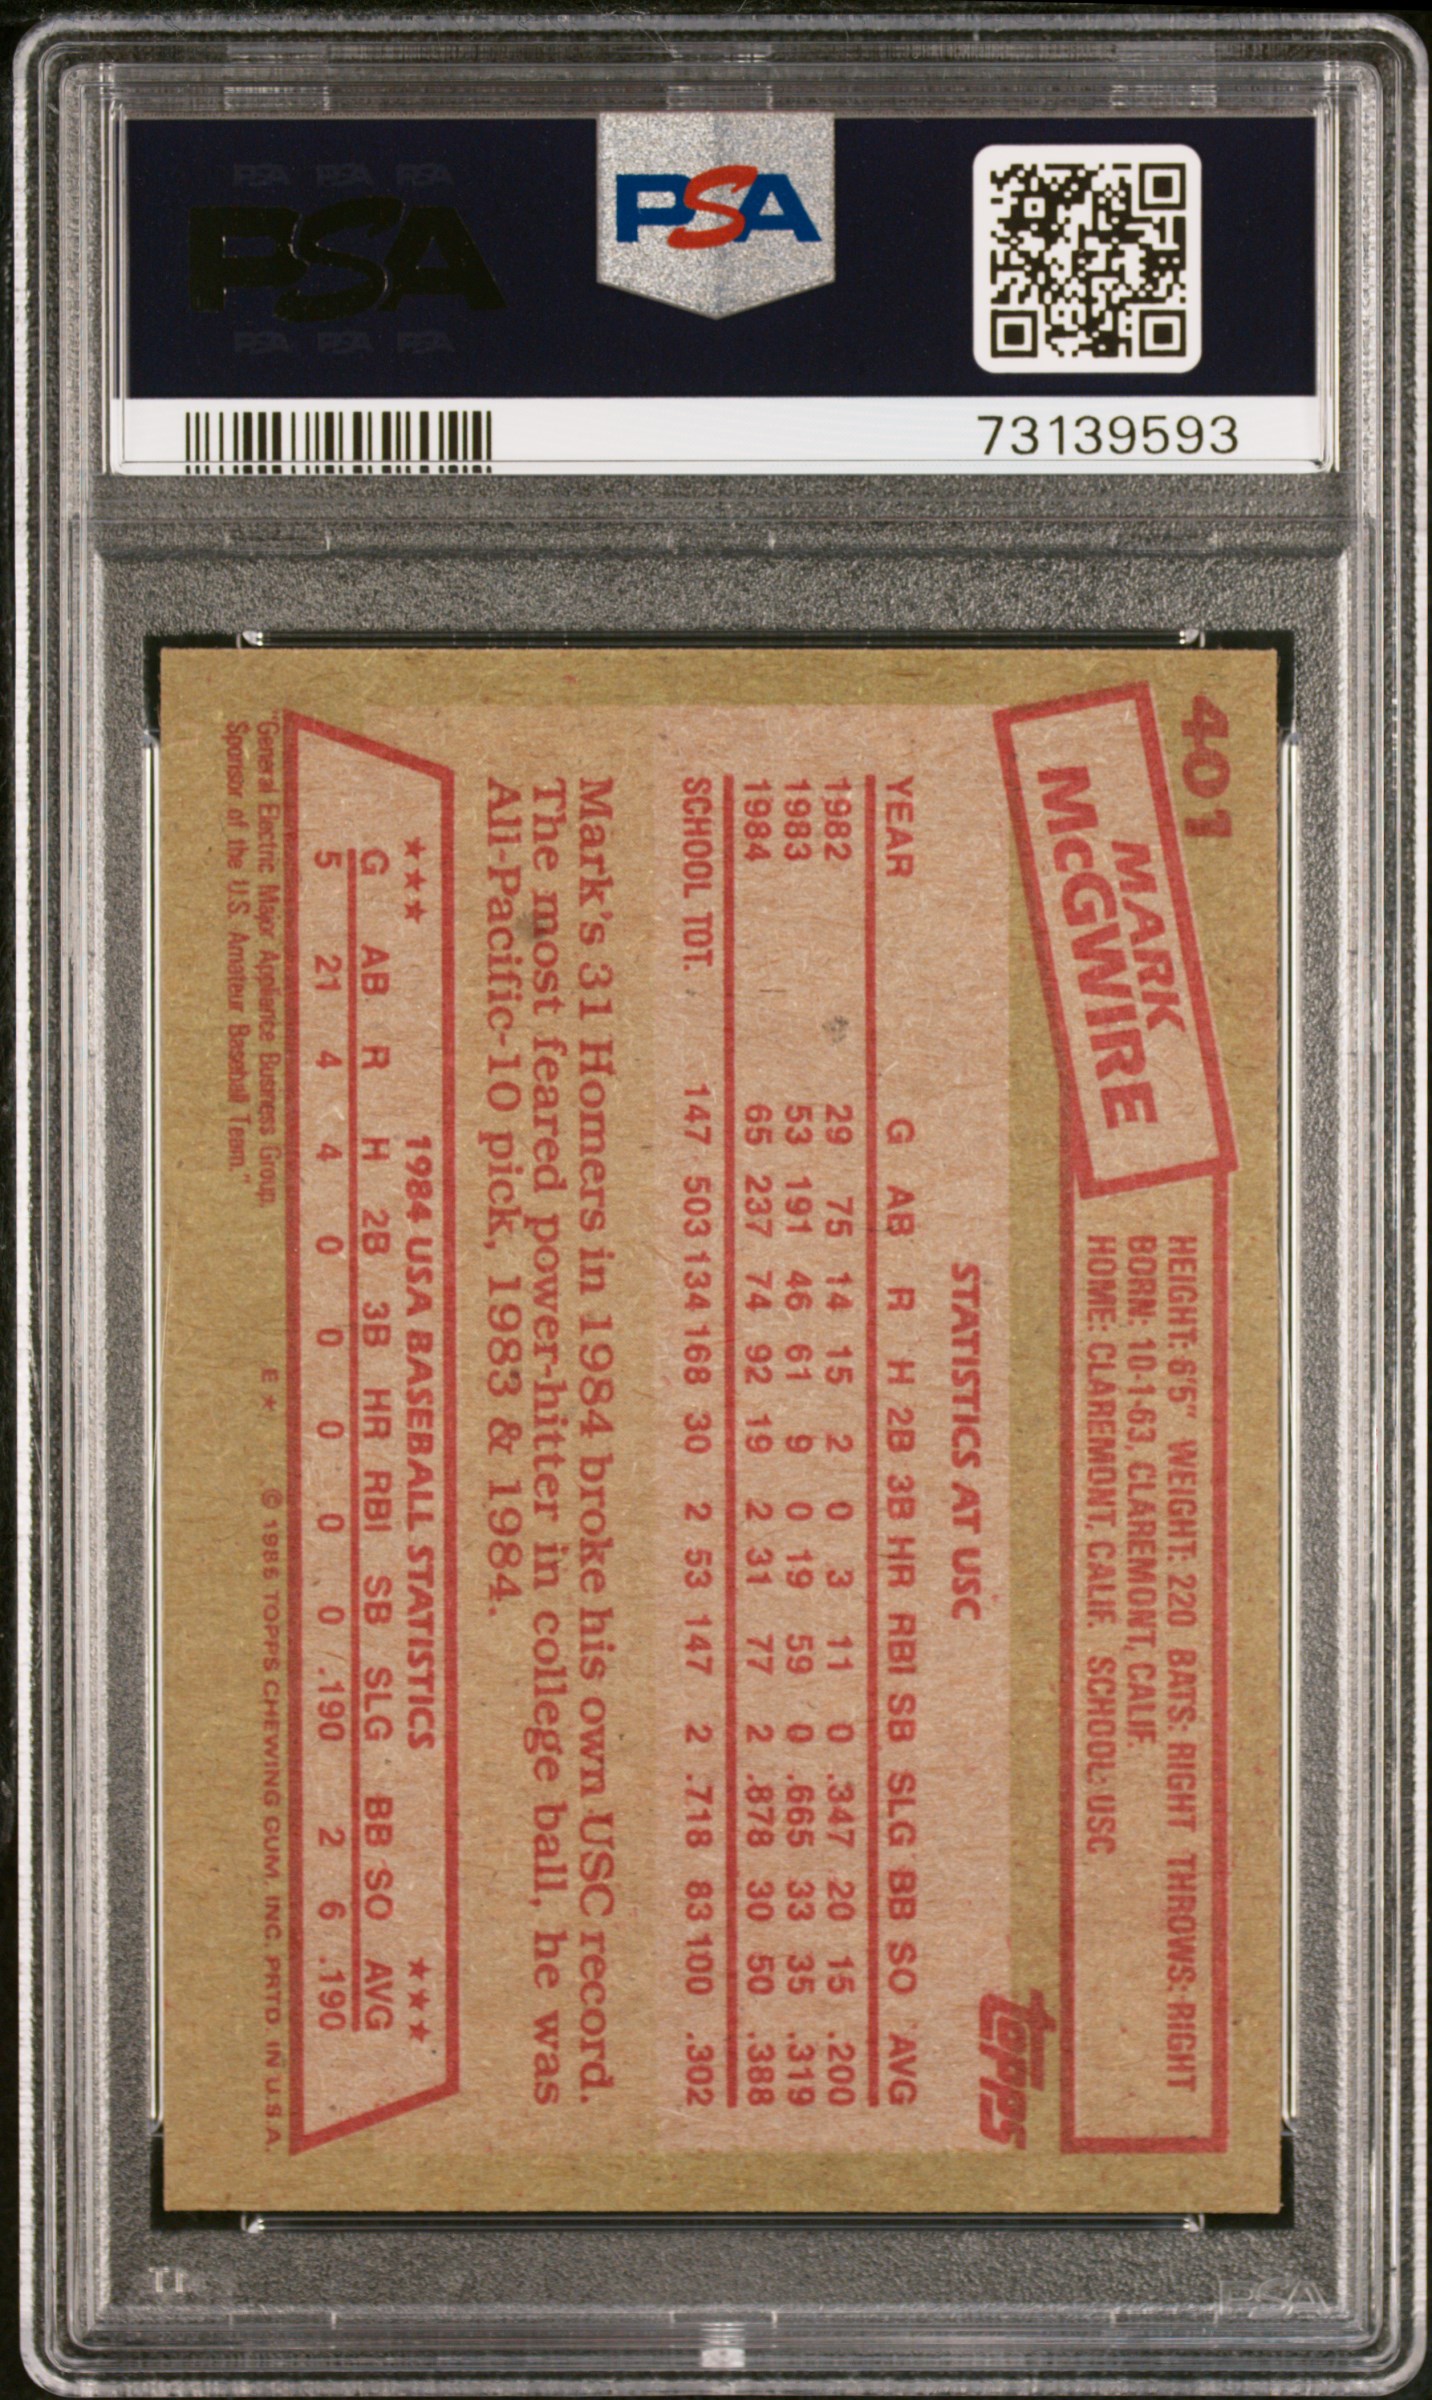 PSA PSA PSA
PSA
PSA PSA PSA
PSA
73139593
401
MARK
McGWIRE
HEIGHT: 6'5" WEIGHT: 220 BATS: RIGHT THROWS: RIGHT
BORN: 10-1-63, CLAREMONT, CALIF.
HOME: CLAREMONT, CALIF. SCHOOL: USC
topps
STATISTICS AT USC
YEAR G AB R H 2B 3B HR RBI SB SLG BB SO AVG
1982 29 75 14 15 2 0 3 11 0 .347 20 15 .200
1983 53 191 46 61 9 0 19 59 0 .665 33 35 .319
1984 65 237 74 92 19 2 31 77 2 .878 30 50 .388
SCHOOL TOT. 147 503 134 168 30 2 53 147 2 .718 83 100 .302
Mark's 31 Homers in 1984 broke his own USC record.
The most feared power-hitter in college ball, he was
All-Pacific-10 pick, 1983 & 1984.
★★★ 1984 USA BASEBALL STATISTICS ★★★
G AB R H 2B 3B HR RBI SB SLG BB SO AVG
5 21 4 4 0 0 0 0 0 .190 2 6 .190
"General Electric Major Appliance Business Group.
Sponsor of the U.S. Amateur Baseball Team."
E ★ © 1985 TOPPS CHEWING GUM, INC. PRTD. IN U.S.A.
PSA